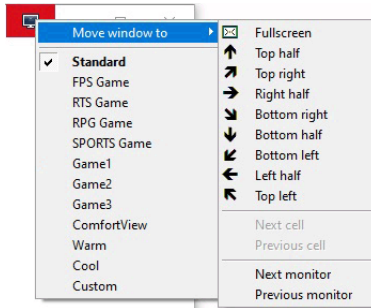 Move window to
Standard
FPS Game
RTS Game
RPG Game
SPORTS Game
Game1
Game2
Game3
ComfortView
Warm
Cool
Custom
Fullscreen
Top half
Top right
Right half
Bottom right
Bottom half
Bottom left
Left half
Top left
Next cell
Previous cell
Next monitor
Previous monitor